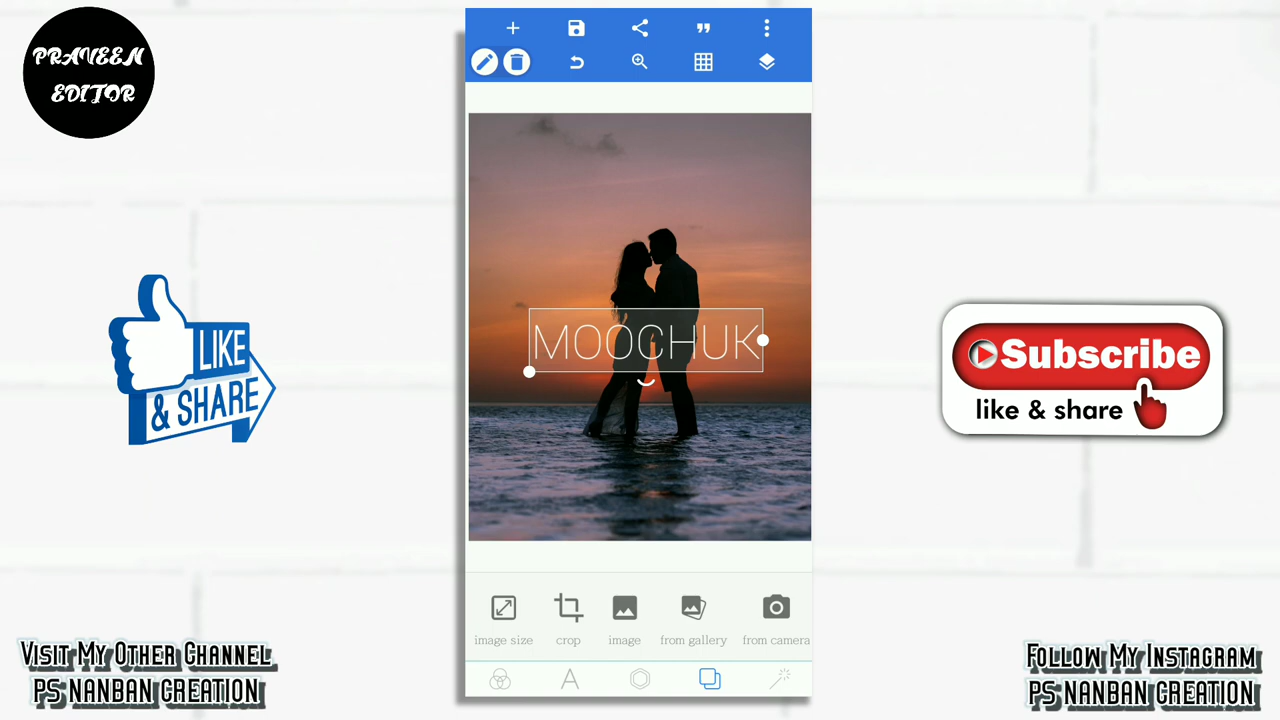 PRAVEEN
EDITOR
MOOCHUK
LIKE
& SHARE
Subscribe
like & share
image size
crop
image
from gallery
from camera
Visit My Other Channel
PS NANBAN CREATION
Follow My Instagram
PS NANBAN CREATION